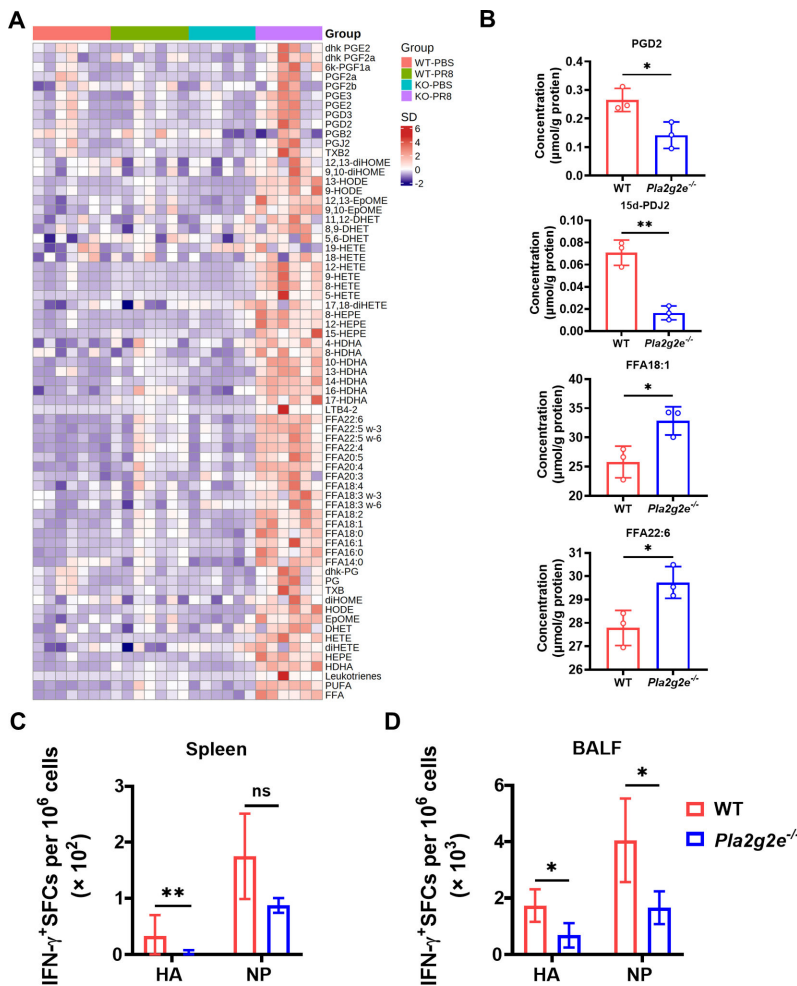 A
Group
dhk PGE2
dhk PGF2a
6k-PGF1a
PGF2a
PGF2b
PGE3
PGE2
PGD3
PGD2
PGB2
PGJ2
TXB2
12,13-diHOME
9,10-diHOME
13-HODE
9-HODE
12,13-EpOME
9,10-EpOME
11,12-DHET
8,9-DHET
5,6-DHET
19-HETE
18-HETE
12-HETE
9-HETE
8-HETE
5-HETE
17,18-diHETE
8-HEPE
12-HEPE
15-HEPE
4-HDHA
8-HDHA
10-HDHA
13-HDHA
14-HDHA
16-HDHA
17-HDHA
LTB4-2
FFA22:6
FFA22:5 w-3
FFA22:5 w-6
FFA22:4
FFA20:5
FFA20:4
FFA20:3
FFA18:4
FFA18:3 w-3
FFA18:3 w-6
FFA18:2
FFA18:1
FFA18:0
FFA16:1
FFA16:0
FFA14:0
dhk-PG
PG
TXB
diHOME
HODE
EpOME
DHET
HETE
diHETE
HEPE
HDHA
Leukotrienes
PUFA
FFA
Group
WT-PBS
WT-PR8
KO-PBS
KO-PR8
SD
6
4
2
0
-2
B
PGD2
Concentration
(μmol/g protien)
0.4
0.3
0.2
0.1
0.0
*
WT
Pla2g2e-/-
15d-PDJ2
Concentration
(μmol/g protien)
0.10
0.08
0.06
0.04
0.02
0.00
**
WT
Pla2g2e-/-
FFA18:1
Concentration
(μmol/g protien)
40
35
30
25
20
*
WT
Pla2g2e-/-
FFA22:6
Concentration
(μmol/g protien)
31
30
29
28
27
26
*
WT
Pla2g2e-/-
C
Spleen
IFN-γ+SFCs per 10^6 cells
(× 10^2)
3
2
1
0
**
ns
HA
NP
D
BALF
IFN-γ+SFCs per 10^6 cells
(× 10^3)
6
4
2
0
*
*
HA
NP
WT
Pla2g2e-/-